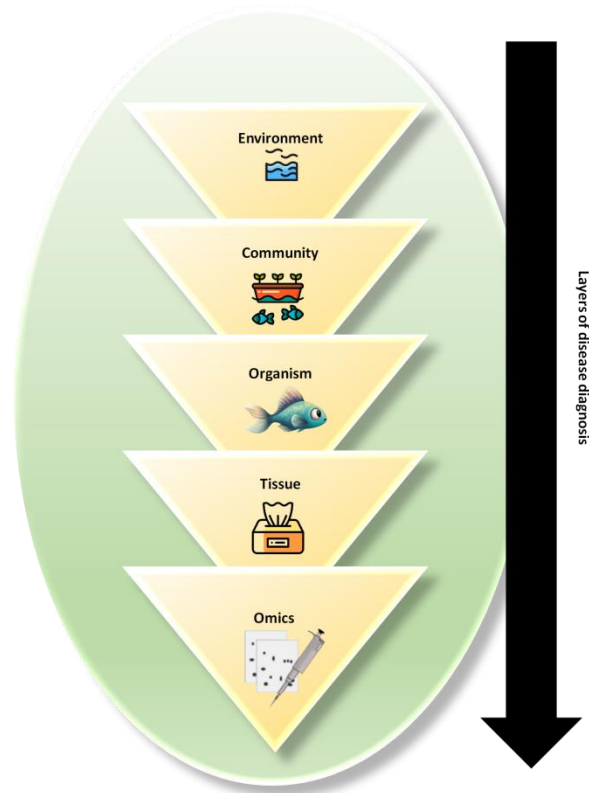 Environment
Community
Organism
Tissue
Omics
Layers of disease diagnosis